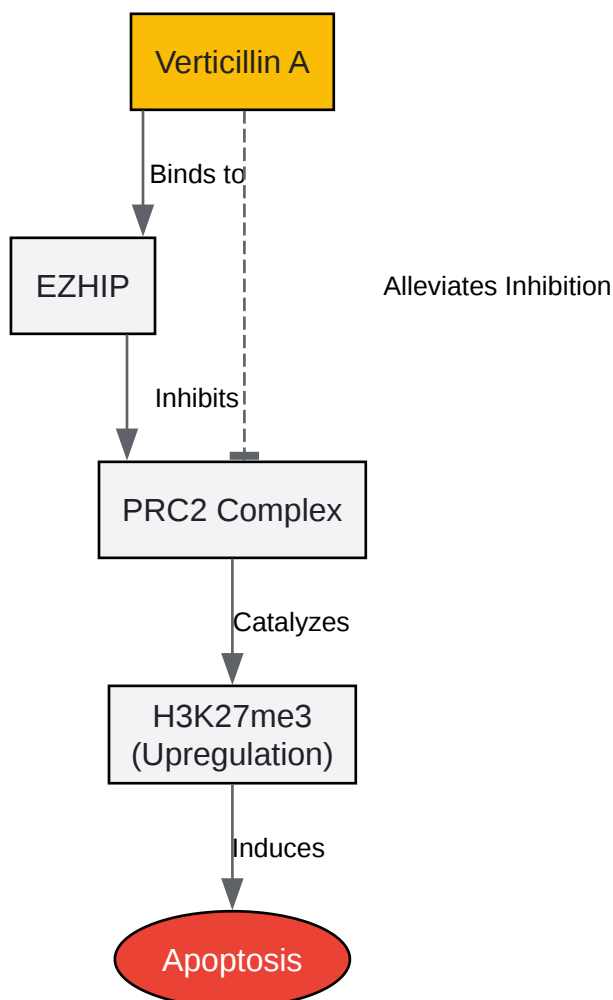 Verticillin A
Binds to
EZHIP
Alleviates Inhibition
Inhibits
PRC2 Complex
Catalyzes
H3K27me3
(Upregulation)
Induces
Apoptosis